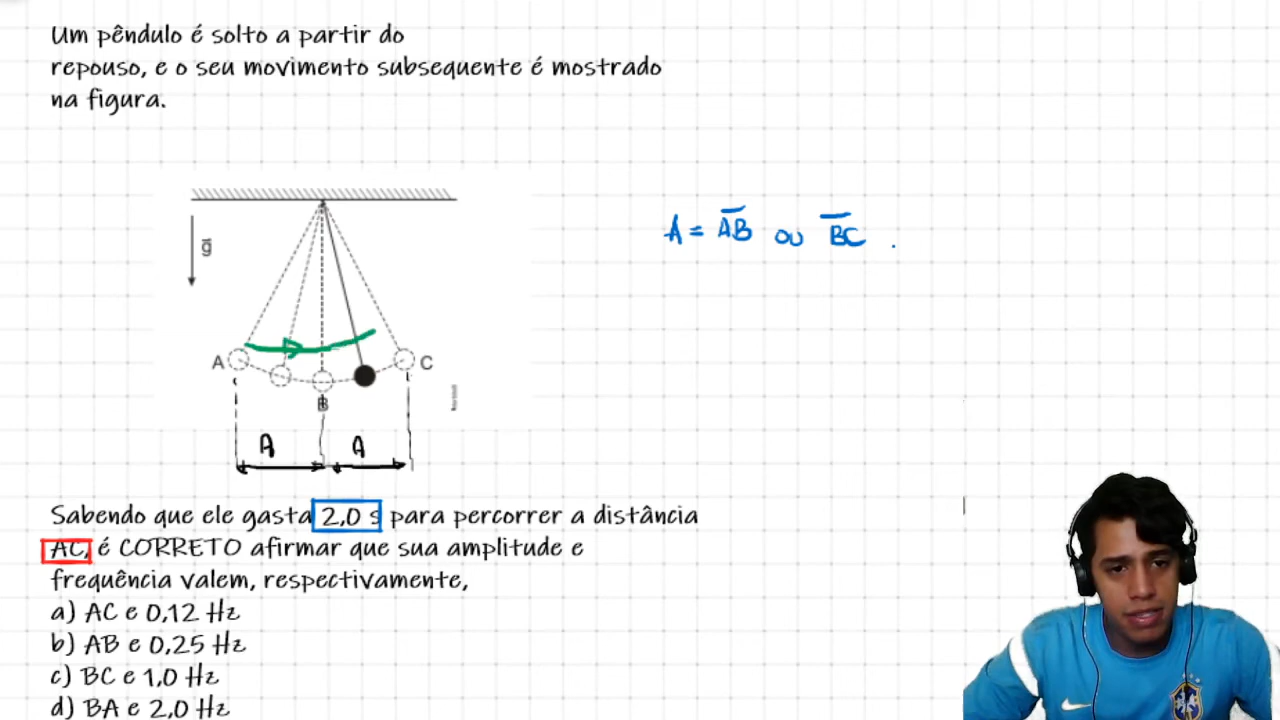 Um pêndulo é solto a partir do
repouso, e o seu movimento subsequente é mostrado
na figura.
A = AB ou BC .
g
A
C
B
A A
Sabendo que ele gasta 2,0 s para percorrer a distância
AC, é CORRETO afirmar que sua amplitude e
frequência valem, respectivamente,
a) AC e 0,12 Hz
b) AB e 0,25 Hz
c) BC e 1,0 Hz
d) BA e 2,0 Hz